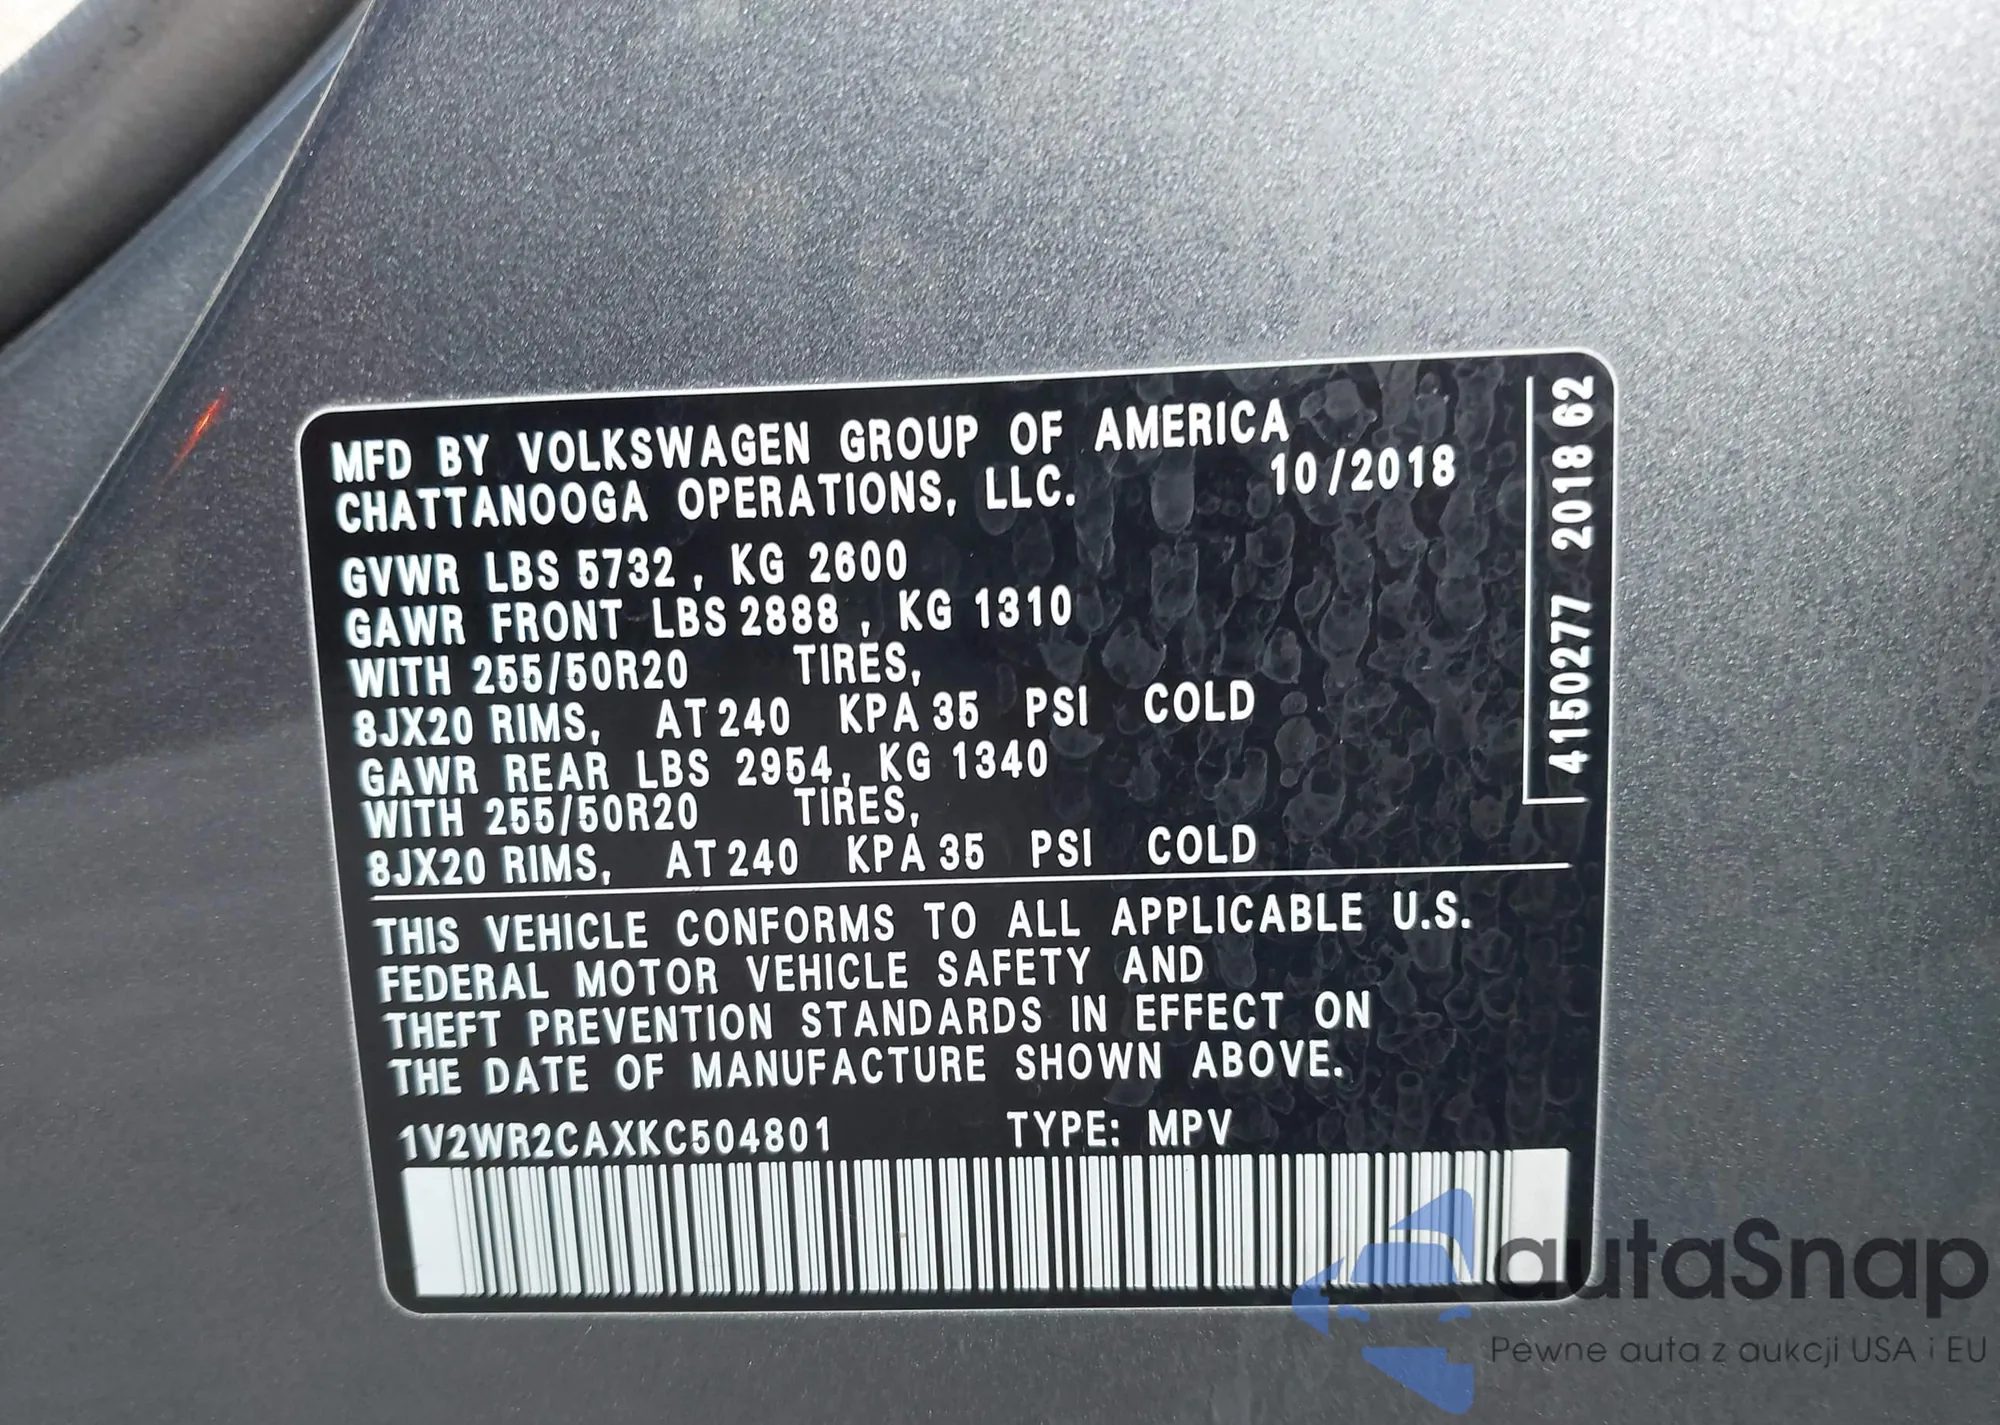 MFD BY VOLKSWAGEN GROUP OF AMERICA
CHATTANOOGA OPERATIONS, LLC. 10/2018
GVWR LBS 5732, KG 2600
GAWR FRONT LBS 2888, KG 1310
WITH 255/50R20 TIRES,
8JX20 RIMS, AT 240 KPA 35 PSI COLD
GAWR REAR LBS 2954, KG 1340
WITH 255/50R20 TIRES,
8JX20 RIMS, AT 240 KPA 35 PSI COLD
THIS VEHICLE CONFORMS TO ALL APPLICABLE U.S.
FEDERAL MOTOR VEHICLE SAFETY AND
THEFT PREVENTION STANDARDS IN EFFECT ON
THE DATE OF MANUFACTURE SHOWN ABOVE.
1V2WR2CAXKC504801 TYPE: MPV
4150277 2018 62
autaSnap
Pewne auta z aukcji USA i EU